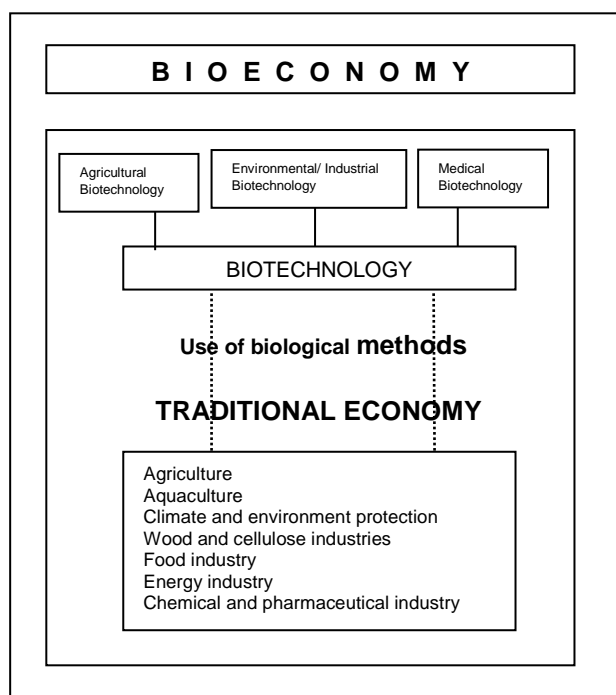 B I O E C O N O M Y
Agricultural
Biotechnology
Environmental/ Industrial
Biotechnology
Medical
Biotechnology
BIOTECHNOLOGY
Use of biological methods
TRADITIONAL ECONOMY
Agriculture
Aquaculture
Climate and environment protection
Wood and cellulose industries
Food industry
Energy industry
Chemical and pharmaceutical industry